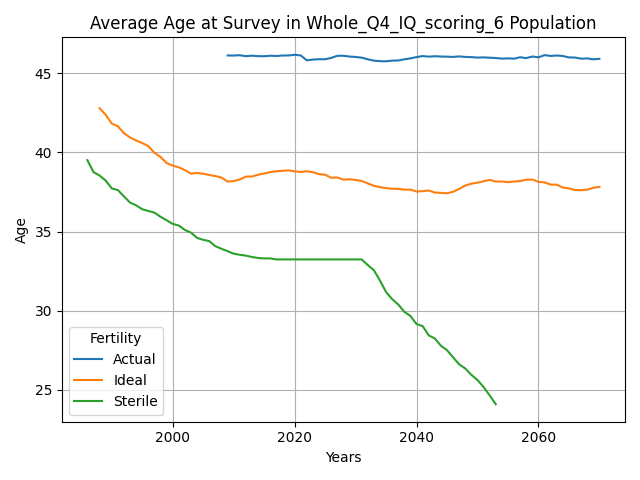 Average Age at Survey in Whole_Q4_IQ_scoring_6 Population
Age
45
40
35
30
25
Fertility
Actual
Ideal
Sterile
2000 2020 2040 2060
Years